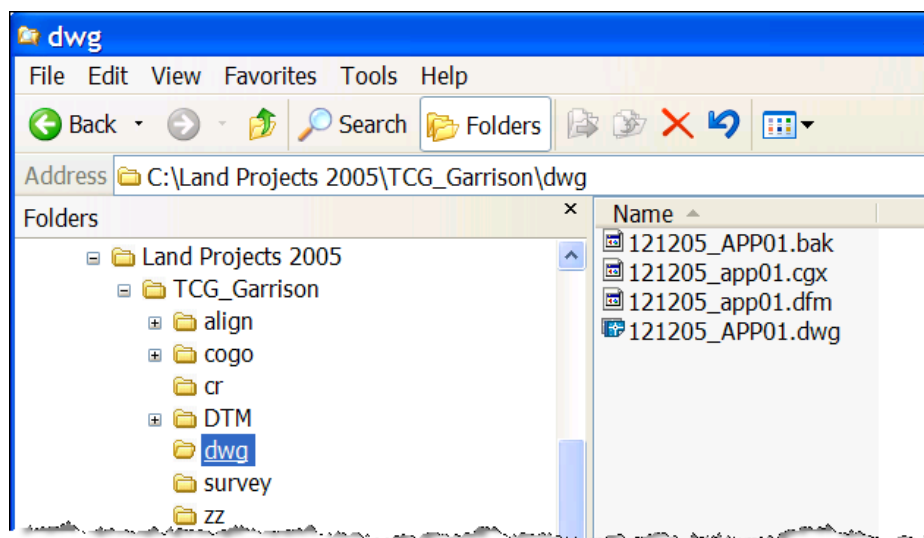 dwg
File Edit View Favorites Tools Help
Back Search Folders
Address C:\Land Projects 2005\TCG_Garrison\dwg
Folders
Land Projects 2005
TCG_Garrison
align
cogo
cr
DTM
dwg
survey
zz
Name
121205_APP01.bak
121205_app01.cgx
121205_app01.dfm
121205_APP01.dwg